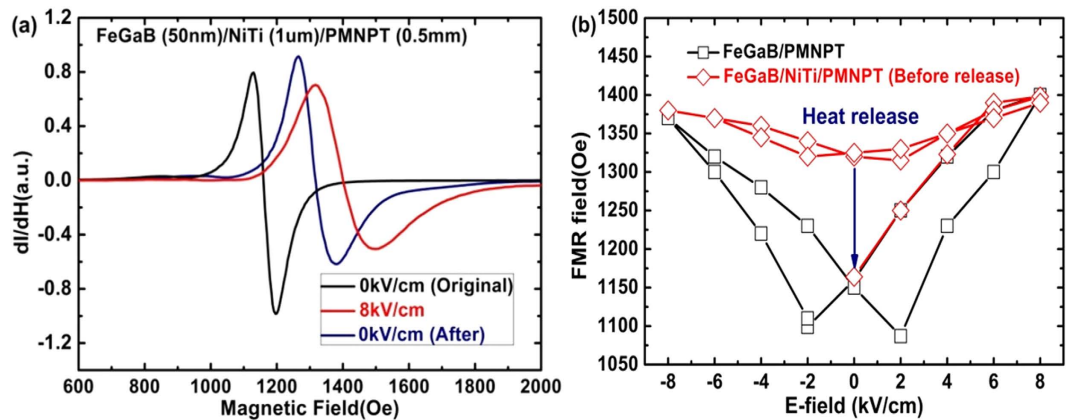 (a)
FeGaB (50nm)/NiTi (1um)/PMNPT (0.5mm)
dI/dH(a.u.)
0.8
0.4
0.0
-0.4
-0.8
-1.2
0kV/cm (Original)
8kV/cm
0kV/cm (After)
600 800 1000 1200 1400 1600 1800 2000
Magnetic Field(Oe)
(b)
FMR field(Oe)
1500
1450
1400
1350
1300
1250
1200
1150
1100
1050
FeGaB/PMNPT
FeGaB/NiTi/PMNPT (Before release)
Heat release
-8 -6 -4 -2 0 2 4 6 8
E-field (kV/cm)